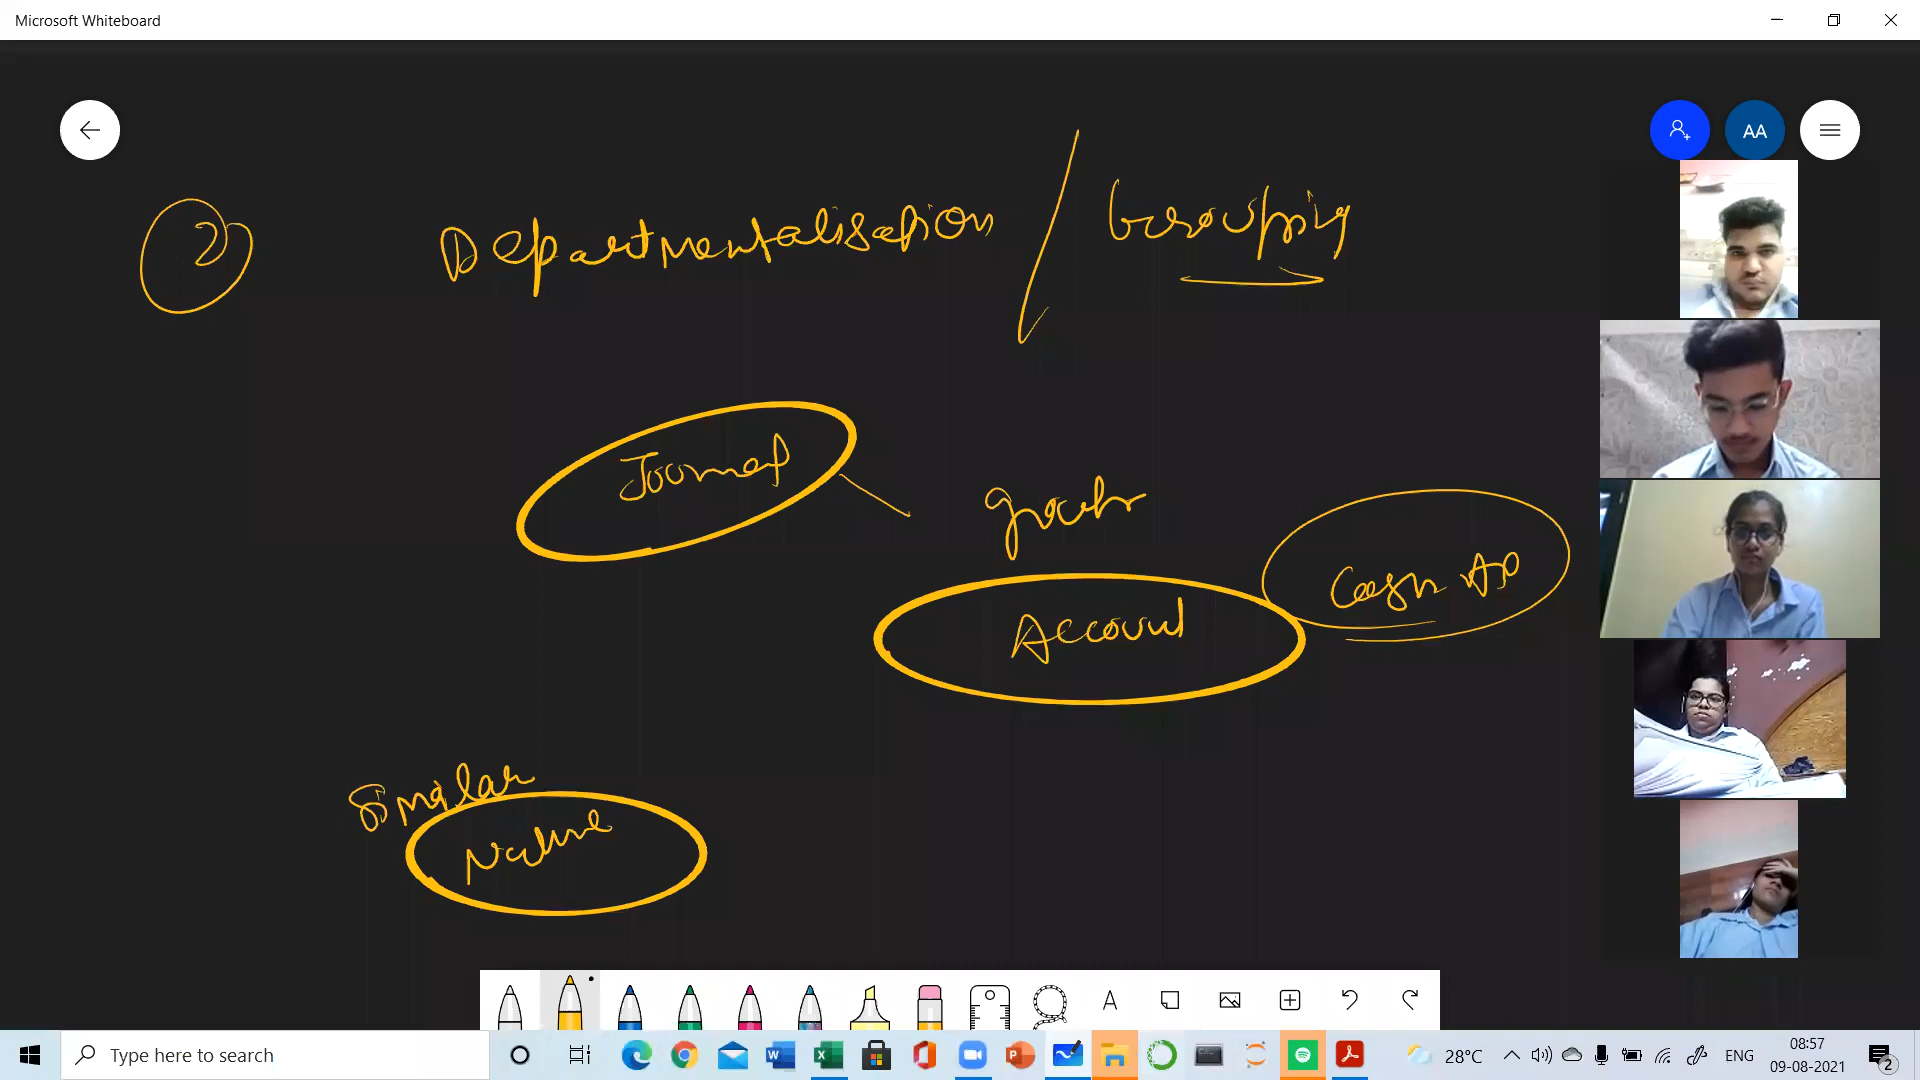 Microsoft Whiteboard
AA
2)
Departmentalisation / Grouping
Journal
Account
Cash A/c
Similar
Nature
A
Type here to search
28°C
ENG
08:57
09-08-2021
2